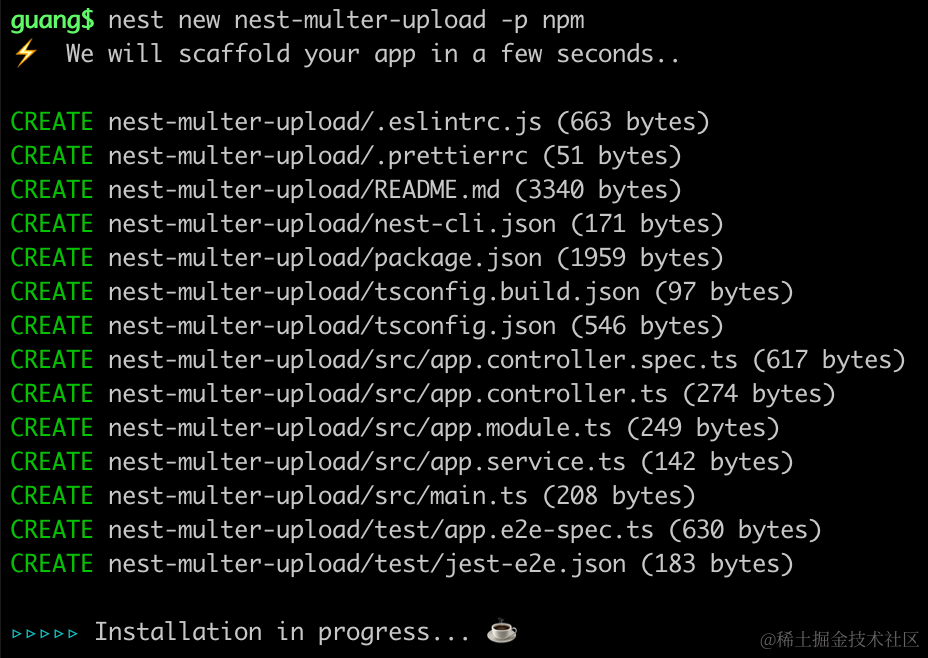 guang$ nest new nest-multer-upload -p npm
⚡ We will scaffold your app in a few seconds..
CREATE nest-multer-upload/.eslintrc.js (663 bytes)
CREATE nest-multer-upload/.prettierrc (51 bytes)
CREATE nest-multer-upload/README.md (3340 bytes)
CREATE nest-multer-upload/nest-cli.json (171 bytes)
CREATE nest-multer-upload/package.json (1959 bytes)
CREATE nest-multer-upload/tsconfig.build.json (97 bytes)
CREATE nest-multer-upload/tsconfig.json (546 bytes)
CREATE nest-multer-upload/src/app.controller.spec.ts (617 bytes)
CREATE nest-multer-upload/src/app.controller.ts (274 bytes)
CREATE nest-multer-upload/src/app.module.ts (249 bytes)
CREATE nest-multer-upload/src/app.service.ts (142 bytes)
CREATE nest-multer-upload/src/main.ts (208 bytes)
CREATE nest-multer-upload/test/app.e2e-spec.ts (630 bytes)
CREATE nest-multer-upload/test/jest-e2e.json (183 bytes)
▹▹▹▹▹ Installation in progress... ☕
@稀土掘金技术社区